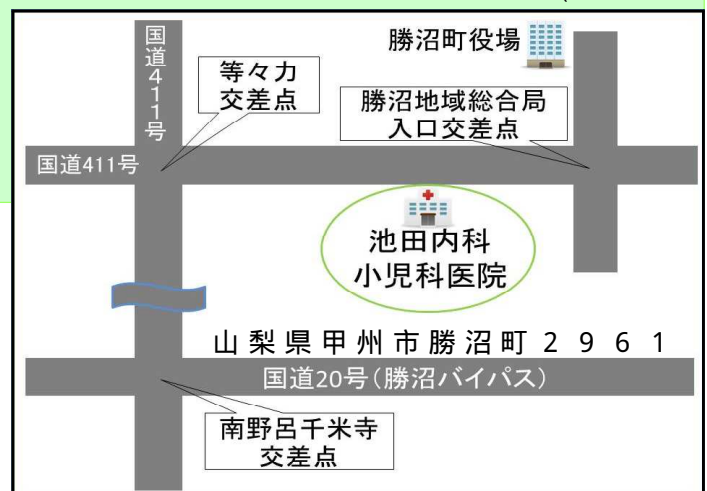 国道411号
勝沼町役場
等々力
交差点
勝沼地域総合局
入口交差点
国道411号
池田内科
小児科医院
山梨県甲州市勝沼町2961
国道20号(勝沼バイパス)
南野呂千米寺
交差点